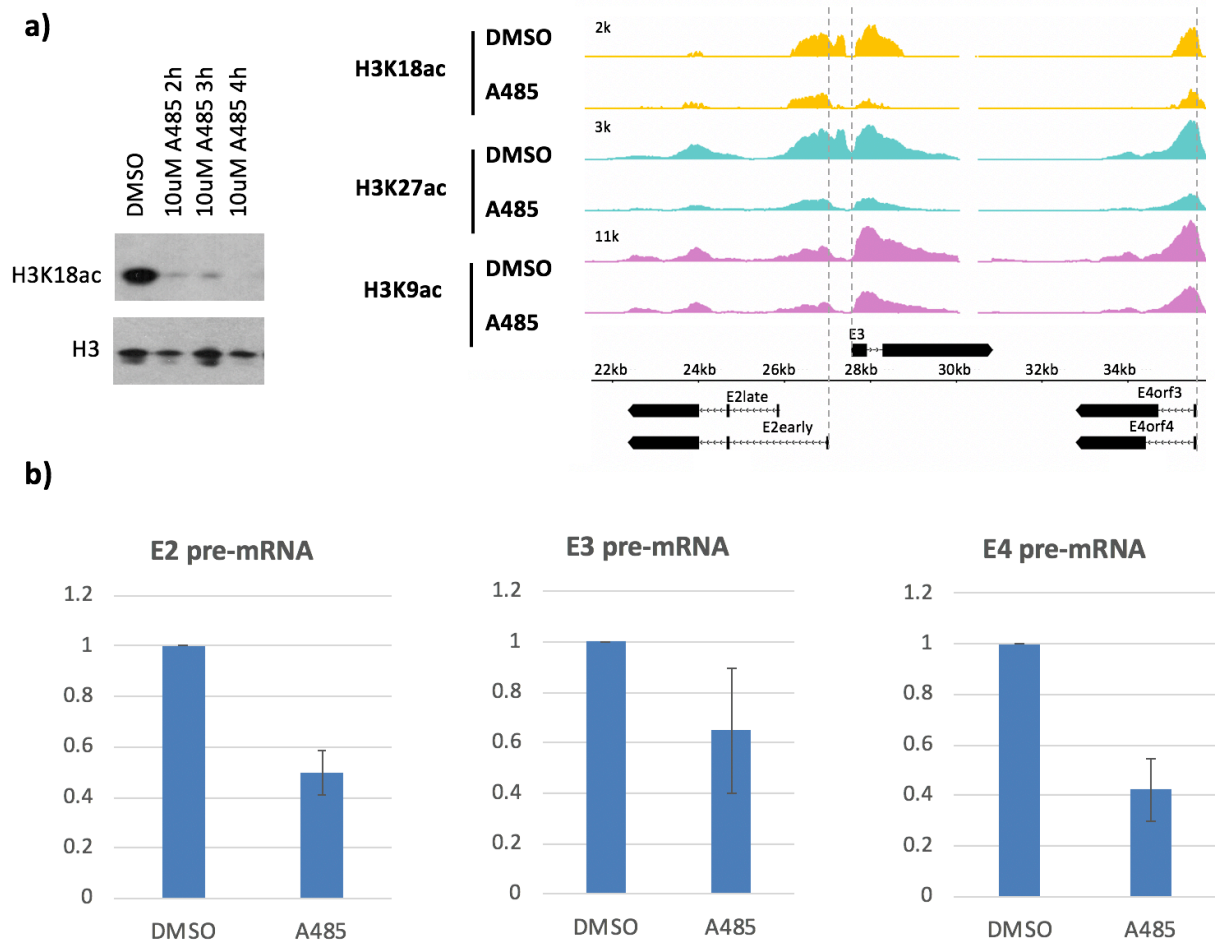 a)
DMSO
10uM A485 2h
10uM A485 3h
10uM A485 4h
H3K18ac
H3
H3K18ac
DMSO
A485
2k
H3K27ac
DMSO
A485
3k
H3K9ac
DMSO
A485
11k
E3
22kb 24kb 26kb 28kb 30kb 32kb 34kb
E2late
E2early
E4orf3
E4orf4
b)
E2 pre-mRNA
1.2
1
0.8
0.6
0.4
0.2
0
DMSO A485
E3 pre-mRNA
1.2
1
0.8
0.6
0.4
0.2
0
DMSO A485
E4 pre-mRNA
1.2
1
0.8
0.6
0.4
0.2
0
DMSO A485